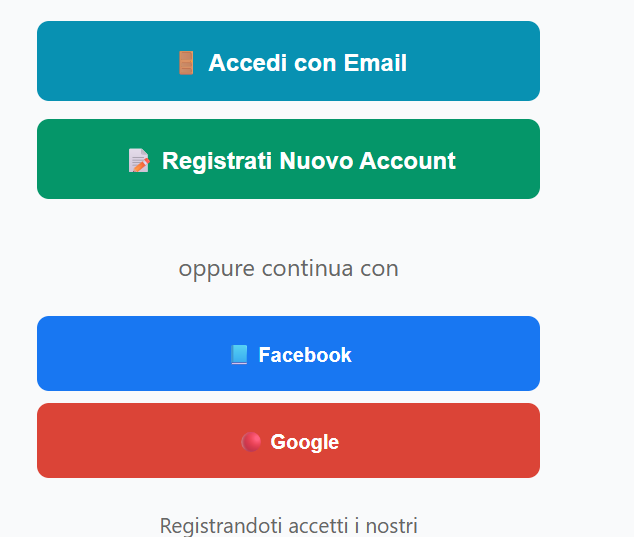 Accedi con Email
Registrati Nuovo Account
oppure continua con
Facebook
Google
Registrandoti accetti i nostri